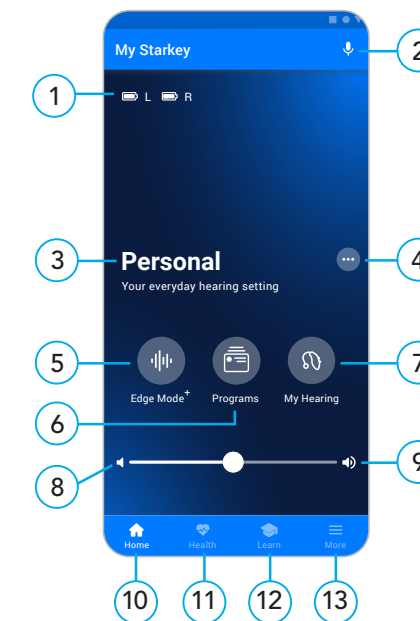 My Starkey
2
1
L R
3
Personal
4
Your everyday hearing setting
5
7
Edge Mode+ Programs My Hearing
6
8
9
Home Health Learn More
10 11 12 13